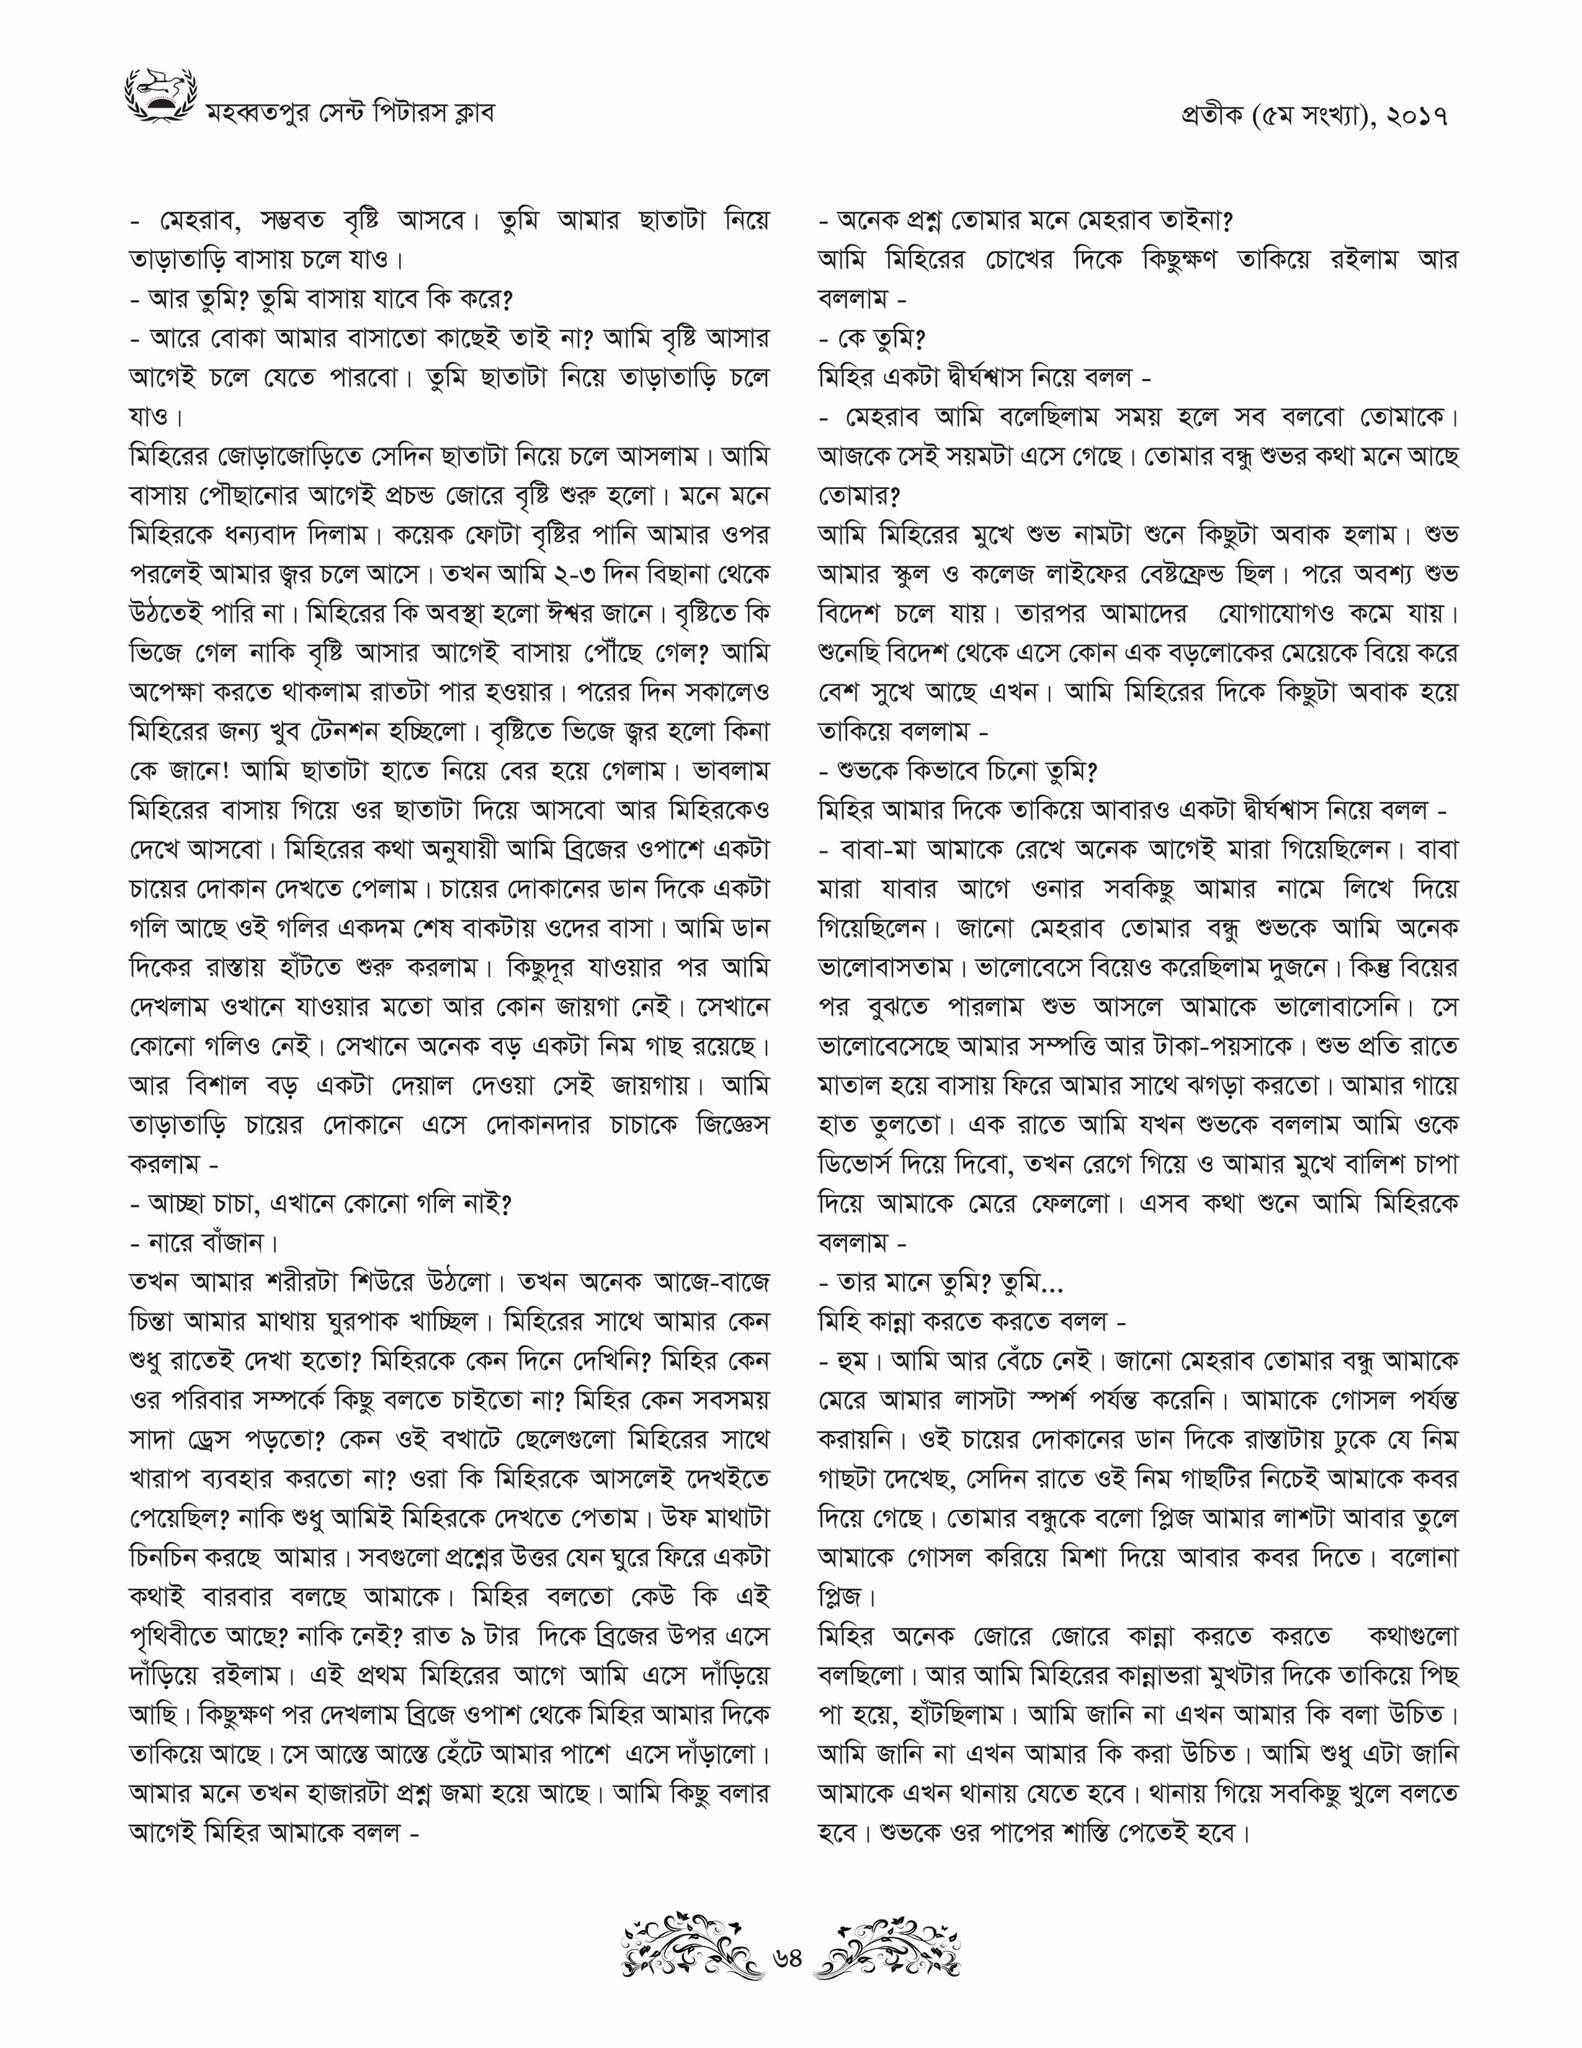 মহব্বতপুর সেন্ট পিটারস ক্লাব
প্রতীক (৫ম সংখ্যা), ২০১৭
- মেহরাব, সম্ভবত বৃষ্টি আসবে। তুমি আমার ছাতাটা নিয়ে
তাড়াতাড়ি বাসায় চলে যাও।
- আর তুমি? তুমি বাসায় যাবে কি করে?
- আরে বোকা আমার বাসাতো কাছেই তাই না? আমি বৃষ্টি আসার
আগেই চলে যেতে পারবো। তুমি ছাতাটা নিয়ে তাড়াতাড়ি চলে
যাও।
মিহিরের জোড়াজোড়িতে সেদিন ছাতাটা নিয়ে চলে আসলাম। আমি
বাসায় পৌছানোর আগেই প্রচন্ড জোরে বৃষ্টি শুরু হলো। মনে মনে
মিহিরকে ধন্যবাদ দিলাম। কয়েক ফোটা বৃষ্টির পানি আমার ওপর
পরলেই আমার জ্বর চলে আসে। তখন আমি ২-৩ দিন বিছানা থেকে
উঠতেই পারি না। মিহিরের কি অবস্থা হলো ঈশ্বর জানে। বৃষ্টিতে কি
ভিজে গেল নাকি বৃষ্টি আসার আগেই বাসায় পৌঁছে গেল? আমি
অপেক্ষা করতে থাকলাম রাতটা পার হওয়ার। পরের দিন সকালেও
মিহিরের জন্য খুব টেনশন হচ্ছিলো। বৃষ্টিতে ভিজে জ্বর হলো কিনা
কে জানে! আমি ছাতাটা হাতে নিয়ে বের হয়ে গেলাম। ভাবলাম
মিহিরের বাসায় গিয়ে ওর ছাতাটা দিয়ে আসবো আর মিহিরকেও
দেখে আসবো। মিহিরের কথা অনুযায়ী আমি ব্রিজের ওপাশে একটা
চায়ের দোকান দেখতে পেলাম। চায়ের দোকানের ডান দিকে একটা
গলি আছে ওই গলির একদম শেষ বাকটায় ওদের বাসা। আমি ডান
দিকের রাস্তায় হাঁটতে শুরু করলাম। কিছুদূর যাওয়ার পর আমি
দেখলাম ওখানে যাওয়ার মতো আর কোন জায়গা নেই। সেখানে
কোনো গলিও নেই। সেখানে অনেক বড় একটা নিম গাছ রয়েছে।
আর বিশাল বড় একটা দেয়াল দেওয়া সেই জায়গায়। আমি
তাড়াতাড়ি চায়ের দোকানে এসে দোকানদার চাচাকে জিজ্ঞেস
করলাম -
- আচ্ছা চাচা, এখানে কোনো গলি নাই?
- নারে বাঁজান।
তখন আমার শরীরটা শিউরে উঠলো। তখন অনেক আজে-বাজে
চিন্তা আমার মাথায় ঘুরপাক খাচ্ছিল। মিহিরের সাথে আমার কেন
শুধু রাতেই দেখা হতো? মিহিরকে কেন দিনে দেখিনি? মিহির কেন
ওর পরিবার সম্পর্কে কিছু বলতে চাইতো না? মিহির কেন সবসময়
সাদা ড্রেস পড়তো? কেন ওই বখাটে ছেলেগুলো মিহিরের সাথে
খারাপ ব্যবহার করতো না? ওরা কি মিহিরকে আসলেই দেখইতে
পেয়েছিল? নাকি শুধু আমিই মিহিরকে দেখতে পেতাম। উফ মাথাটা
চিনচিন করছে আমার। সবগুলো প্রশ্নের উত্তর যেন ঘুরে ফিরে একটা
কথাই বারবার বলছে আমাকে। মিহির বলতো কেউ কি এই
পৃথিবীতে আছে? নাকি নেই? রাত ৯ টার দিকে ব্রিজের উপর এসে
দাঁড়িয়ে রইলাম। এই প্রথম মিহিরের আগে আমি এসে দাঁড়িয়ে
আছি। কিছুক্ষণ পর দেখলাম ব্রিজে ওপাশ থেকে মিহির আমার দিকে
তাকিয়ে আছে। সে আস্তে আস্তে হেঁটে আমার পাশে এসে দাঁড়ালো।
আমার মনে তখন হাজারটা প্রশ্ন জমা হয়ে আছে। আমি কিছু বলার
আগেই মিহির আমাকে বলল -
- অনেক প্রশ্ন তোমার মনে মেহরাব তাইনা?
আমি মিহিরের চোখের দিকে কিছুক্ষণ তাকিয়ে রইলাম আর
বললাম -
- কে তুমি?
মিহির একটা দ্বীর্ঘশ্বাস নিয়ে বলল -
- মেহরাব আমি বলেছিলাম সময় হলে সব বলবো তোমাকে।
আজকে সেই সয়মটা এসে গেছে। তোমার বন্ধু শুভর কথা মনে আছে
তোমার?
আমি মিহিরের মুখে শুভ নামটা শুনে কিছুটা অবাক হলাম। শুভ
আমার স্কুল ও কলেজ লাইফের বেষ্টফ্রেন্ড ছিল। পরে অবশ্য শুভ
বিদেশ চলে যায়। তারপর আমাদের যোগাযোগও কমে যায়।
শুনেছি বিদেশ থেকে এসে কোন এক বড়লোকের মেয়েকে বিয়ে করে
বেশ সুখে আছে এখন। আমি মিহিরের দিকে কিছুটা অবাক হয়ে
তাকিয়ে বললাম -
- শুভকে কিভাবে চিনো তুমি?
মিহির আমার দিকে তাকিয়ে আবারও একটা দ্বীর্ঘশ্বাস নিয়ে বলল -
- বাবা-মা আমাকে রেখে অনেক আগেই মারা গিয়েছিলেন। বাবা
মারা যাবার আগে ওনার সবকিছু আমার নামে লিখে দিয়ে
গিয়েছিলেন। জানো মেহরাব তোমার বন্ধু শুভকে আমি অনেক
ভালোবাসতাম। ভালোবেসে বিয়েও করেছিলাম দুজনে। কিন্তু বিয়ের
পর বুঝতে পারলাম শুভ আসলে আমাকে ভালোবাসেনি। সে
ভালোবেসেছে আমার সম্পত্তি আর টাকা-পয়সাকে। শুভ প্রতি রাতে
মাতাল হয়ে বাসায় ফিরে আমার সাথে ঝগড়া করতো। আমার গায়ে
হাত তুলতো। এক রাতে আমি যখন শুভকে বললাম আমি ওকে
ডিভোর্স দিয়ে দিবো, তখন রেগে গিয়ে ও আমার মুখে বালিশ চাপা
দিয়ে আমাকে মেরে ফেললো। এসব কথা শুনে আমি মিহিরকে
বললাম -
- তার মানে তুমি? তুমি...
মিহি কান্না করতে করতে বলল -
- হুম। আমি আর বেঁচে নেই। জানো মেহরাব তোমার বন্ধু আমাকে
মেরে আমার লাসটা স্পর্শ পর্যন্ত করেনি। আমাকে গোসল পর্যন্ত
করায়নি। ওই চায়ের দোকানের ডান দিকে রাস্তাটায় ঢুকে যে নিম
গাছটা দেখেছ, সেদিন রাতে ওই নিম গাছটির নিচেই আমাকে কবর
দিয়ে গেছে। তোমার বন্ধুকে বলো প্লিজ আমার লাশটা আবার তুলে
আমাকে গোসল করিয়ে মিশা দিয়ে আবার কবর দিতে। বলোনা
প্লিজ।
মিহির অনেক জোরে জোরে কান্না করতে করতে কথাগুলো
বলছিলো। আর আমি মিহিরের কান্নাভরা মুখটার দিকে তাকিয়ে পিছ
পা হয়ে, হাঁটছিলাম। আমি জানি না এখন আমার কি বলা উচিত।
আমি জানি না এখন আমার কি করা উচিত। আমি শুধু এটা জানি
আমাকে এখন থানায় যেতে হবে। থানায় গিয়ে সবকিছু খুলে বলতে
হবে। শুভকে ওর পাপের শাস্তি পেতেই হবে।
৬৪